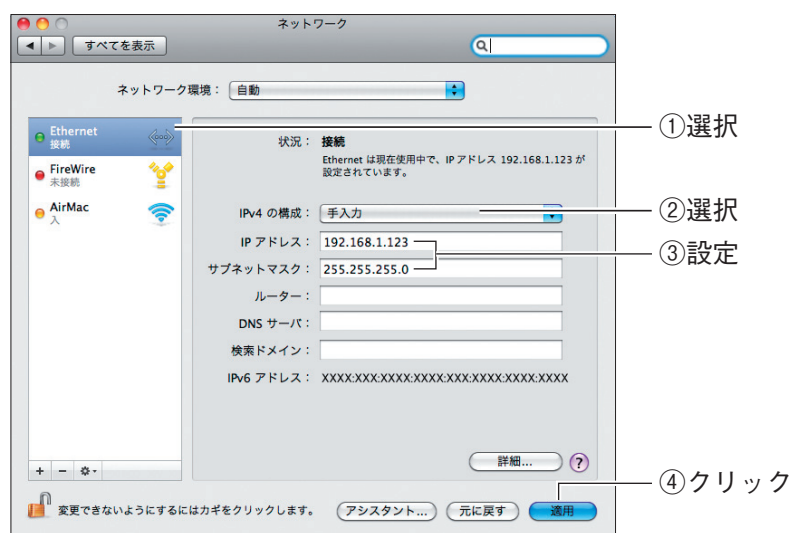 ネットワーク
すべてを表示
ネットワーク環境： 自動
Ethernet
接続
FireWire
未接続
AirMac
入
状況： 接続
Ethernet は現在使用中で、IP アドレス 192.168.1.123 が
設定されています。
IPv4 の構成： 手入力
IP アドレス： 192.168.1.123
サブネットマスク： 255.255.255.0
ルーター：
DNS サーバ：
検索ドメイン：
IPv6 アドレス： XXXX:XXX:XXXX:XXXX:XXX:XXXX:XXXX:XXXX
詳細... ?
+ −
変更できないようにするにはカギをクリックします。
アシスタント... 元に戻す 適用
①選択
②選択
③設定
④クリック